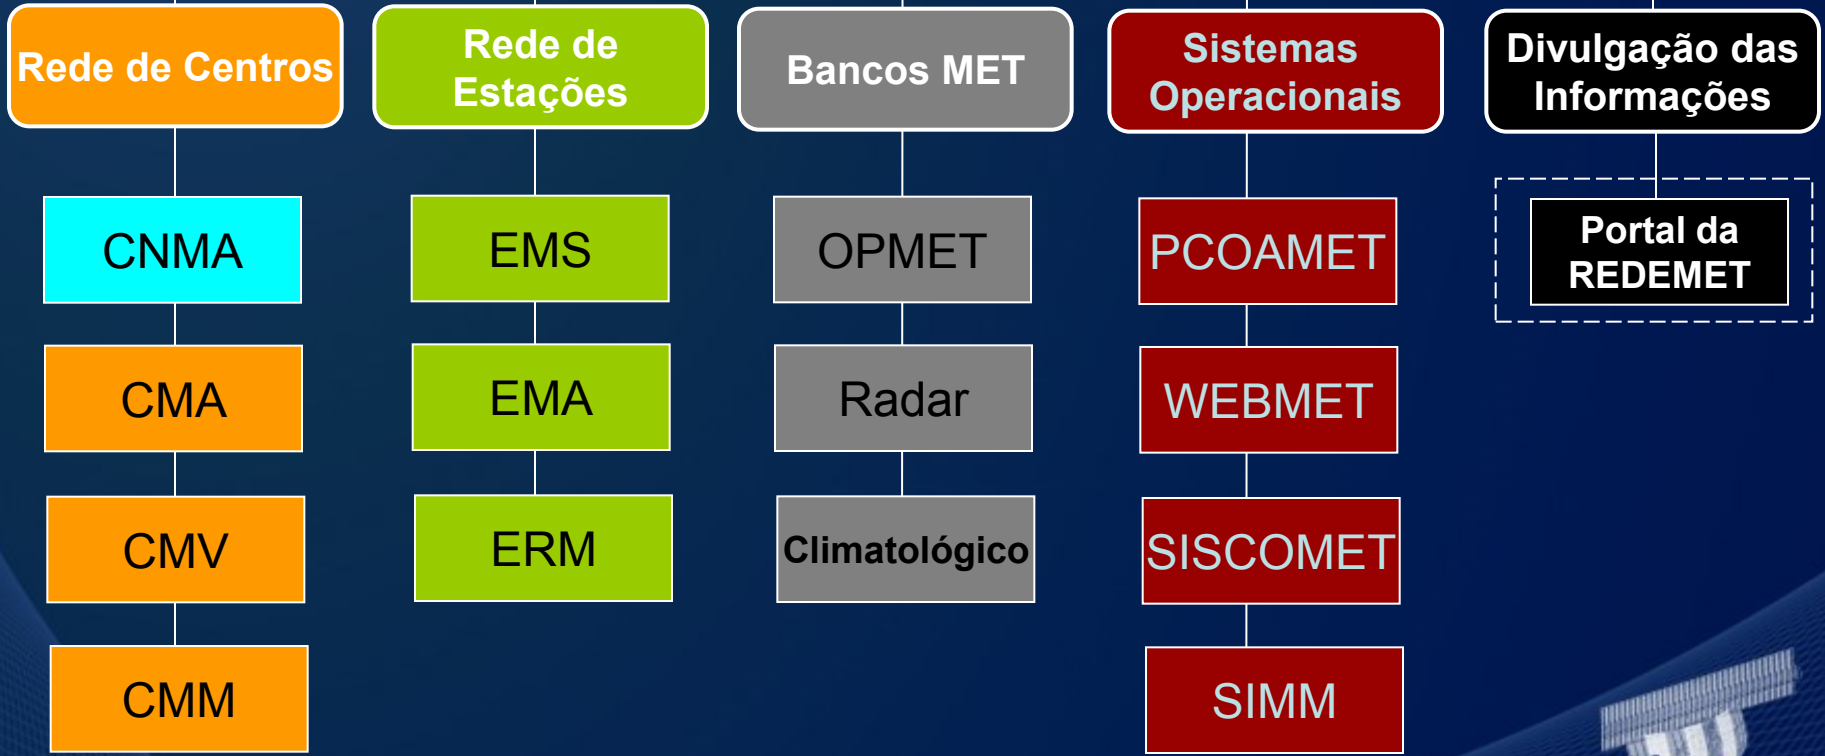 Rede de Centros
Rede de
Estações
Bancos MET
Sistemas
Operacionais
Divulgação das
Informações
CNMA
EMS
OPMET
PCOAMET
Portal da
REDEMET
CMA
EMA
Radar
WEBMET
CMV
ERM
Climatológico
SISCOMET
CMM
SIMM